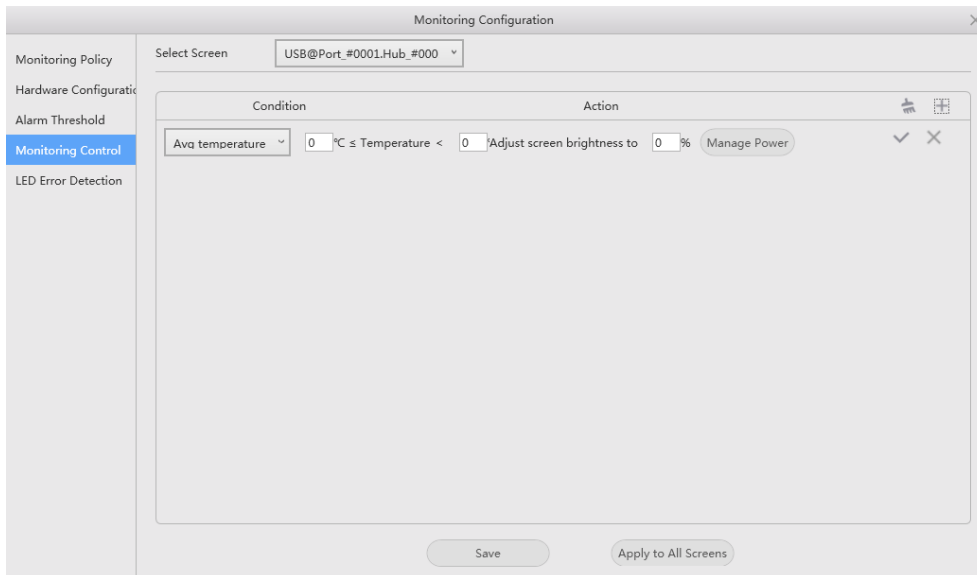 Monitoring Configuration
Monitoring Policy
Hardware Configuratio
Alarm Threshold
Monitoring Control
LED Error Detection
Select Screen USB@Port_#0001.Hub_#000
Condition Action
Avg temperature 0 ℃ ≤ Temperature < 0 Adjust screen brightness to 0 % Manage Power
Save Apply to All Screens